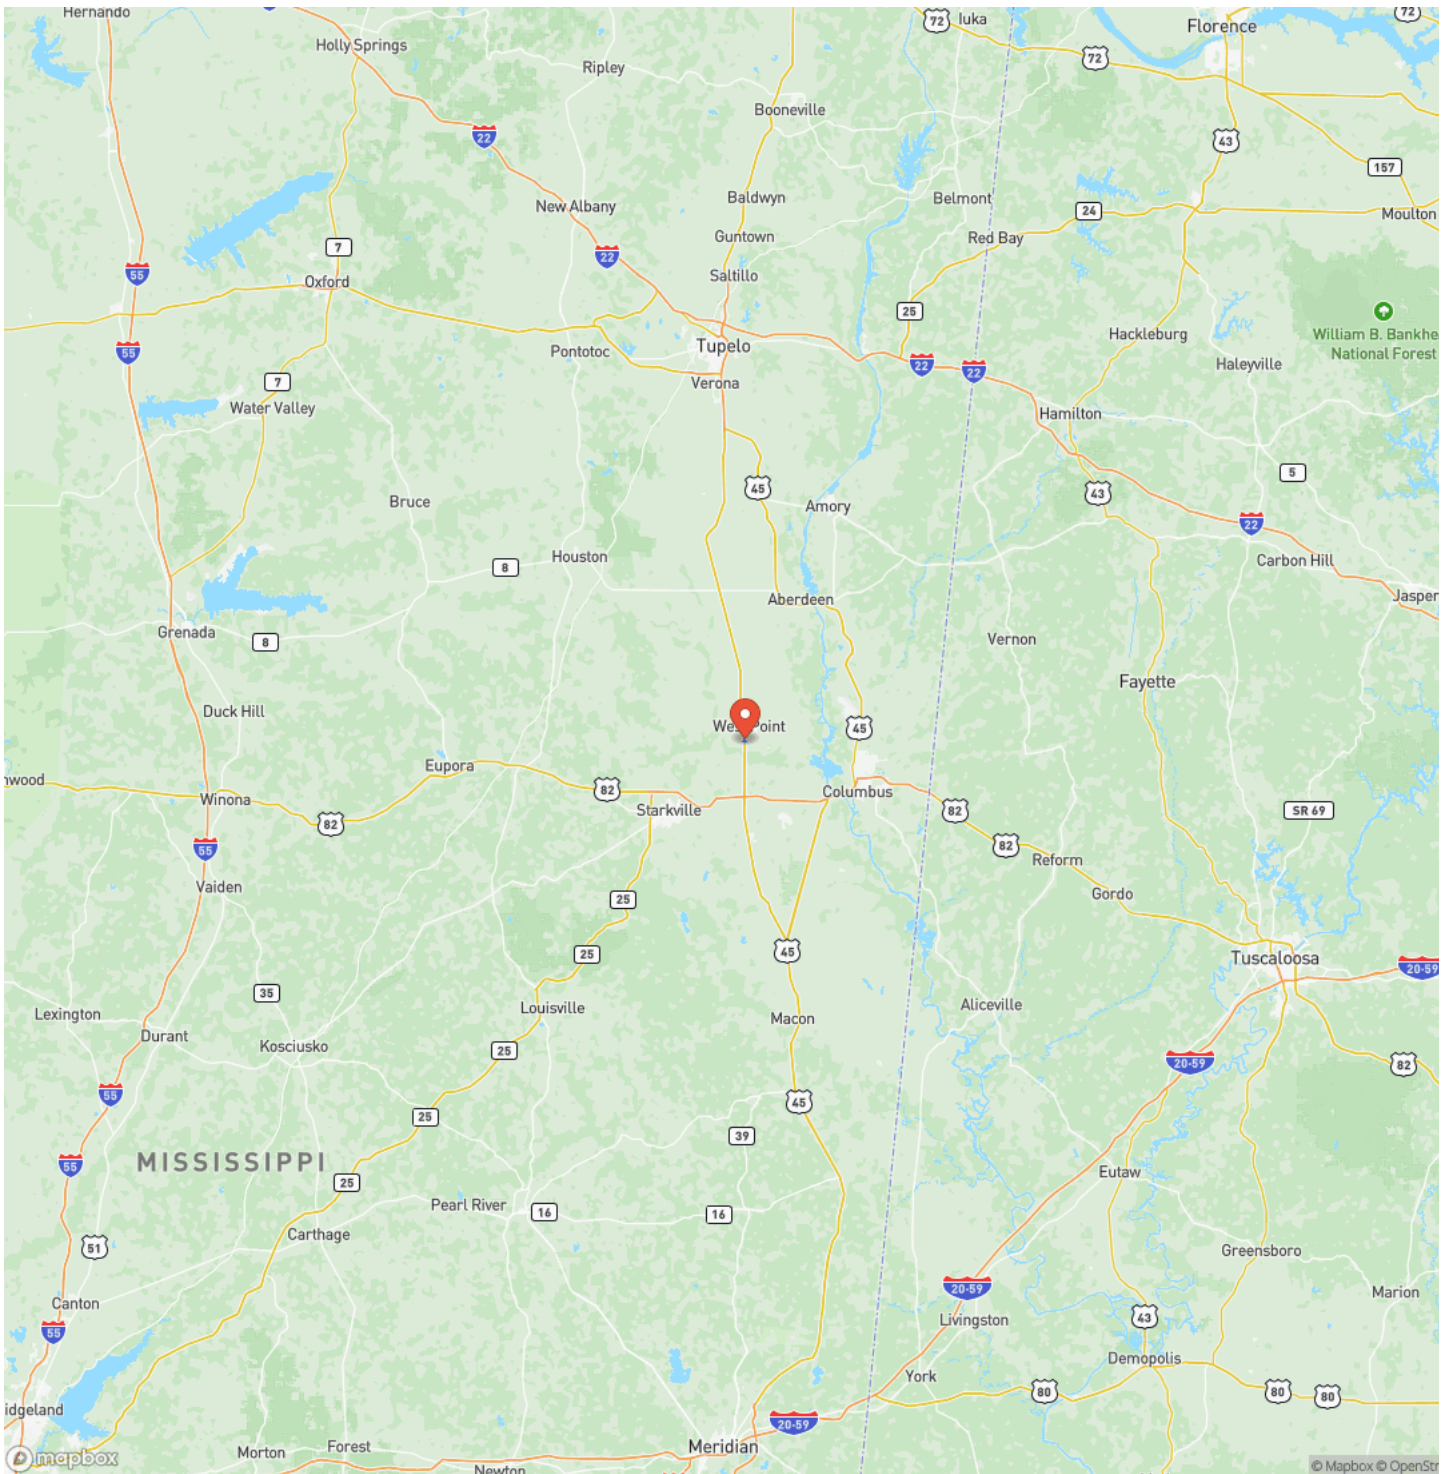 Hernando
72
Iuka
72
Florence
Holly Springs
Ripley
72
Booneville
22
43
157
Baldwyn
Belmont
New Albany
24
Moulton
Guntown
Red Bay
7
22
Saltillo
55
Oxford
25
William B. Bankhe
National Forest
Hackleburg
Tupelo
Pontotoc
55
22
22
Haleyville
Verona
7
Water Valley
Hamilton
5
45
43
Bruce
Amory
22
Houston
Carbon Hill
8
Aberdeen
Jasper
Grenada
8
Vernon
Fayette
Duck Hill
West Point
45
Eupora
nwood
82
Columbus
Winona
Starkville
82
SR 69
82
82
55
Reform
Vaiden
Gordo
25
45
25
Tuscaloosa
20-59
35
Lexington
Louisville
Aliceville
Macon
Durant
Kosciusko
25
20-59
82
55
45
25
39
MISSISSIPPI
55
Eutaw
25
Pearl River
16
16
Carthage
51
Greensboro
20-59
Canton
Marion
43
Livingston
55
Demopolis
York
80
80
80
idgeland
20-59
Meridian
Forest
Morton
mapbox
Newton
© Mapbox © OpenStr